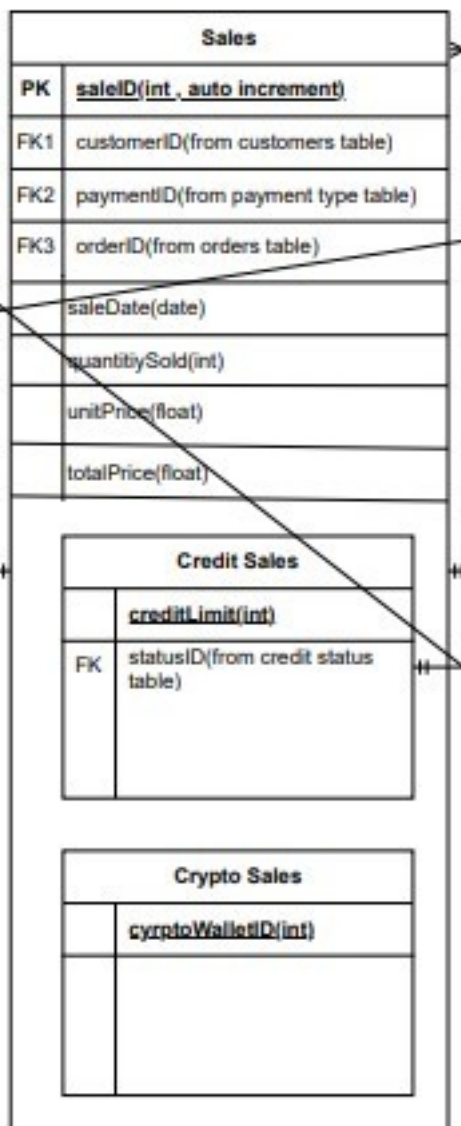 Sales
PK saleID(int , auto increment)
FK1 customerID(from customers table)
FK2 paymentID(from payment type table)
FK3 orderID(from orders table)
saleDate(date)
quantitiySold(int)
unitPrice(float)
totalPrice(float)
Credit Sales
creditLimit(int)
FK statusID(from credit status
table)
Crypto Sales
cyrptoWalletID(int)